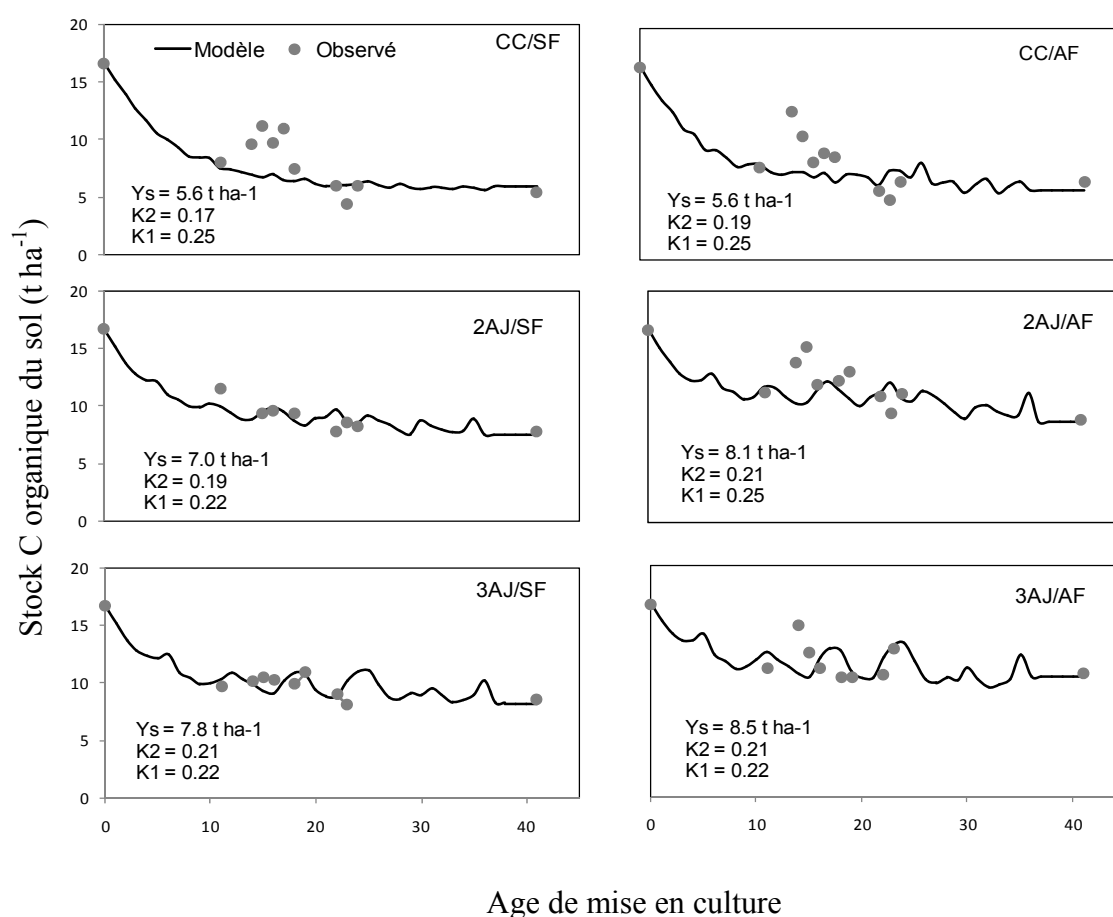 Stock C organique du sol (t ha⁻¹)
20
15
10
5
0
Modèle
Observé
CC/SF
Ys = 5.6 t ha-1
K2 = 0.17
K1 = 0.25
CC/AF
Ys = 5.6 t ha-1
K2 = 0.19
K1 = 0.25
20
15
10
5
0
2AJ/SF
Ys = 7.0 t ha-1
K2 = 0.19
K1 = 0.22
2AJ/AF
Ys = 8.1 t ha-1
K2 = 0.21
K1 = 0.25
20
15
10
5
0
3AJ/SF
Ys = 7.8 t ha-1
K2 = 0.21
K1 = 0.22
3AJ/AF
Ys = 8.5 t ha-1
K2 = 0.21
K1 = 0.22
0 10 20 30 40
0 10 20 30 40
Age de mise en culture